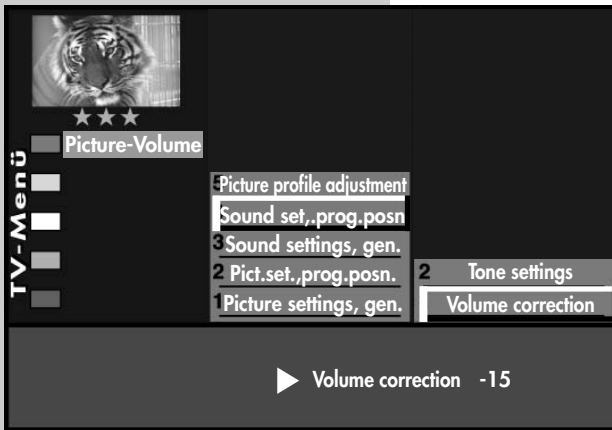 TV-Menü
Picture-Volume
5 Picture profile adjustment
Sound set,.prog.posn
3 Sound settings, gen.
2 Pict.set.,prog.posn.
1 Picture settings, gen.
2 Tone settings
Volume correction
Volume correction -15